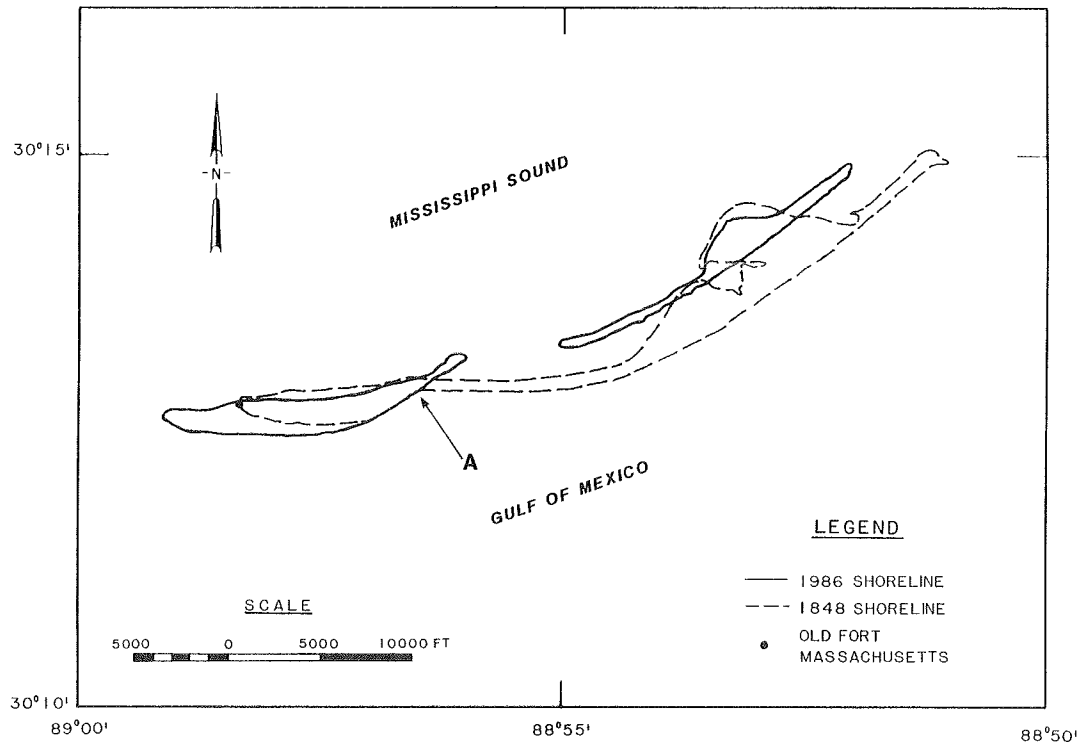 30°15'
-N-
MISSISSIPPI SOUND
A
GULF OF MEXICO
LEGEND
1986 SHORELINE
1848 SHORELINE
OLD FORT
MASSACHUSETTS
SCALE
5000 0 5000 10000 FT
30°10'
89°00' 88°55' 88°50'